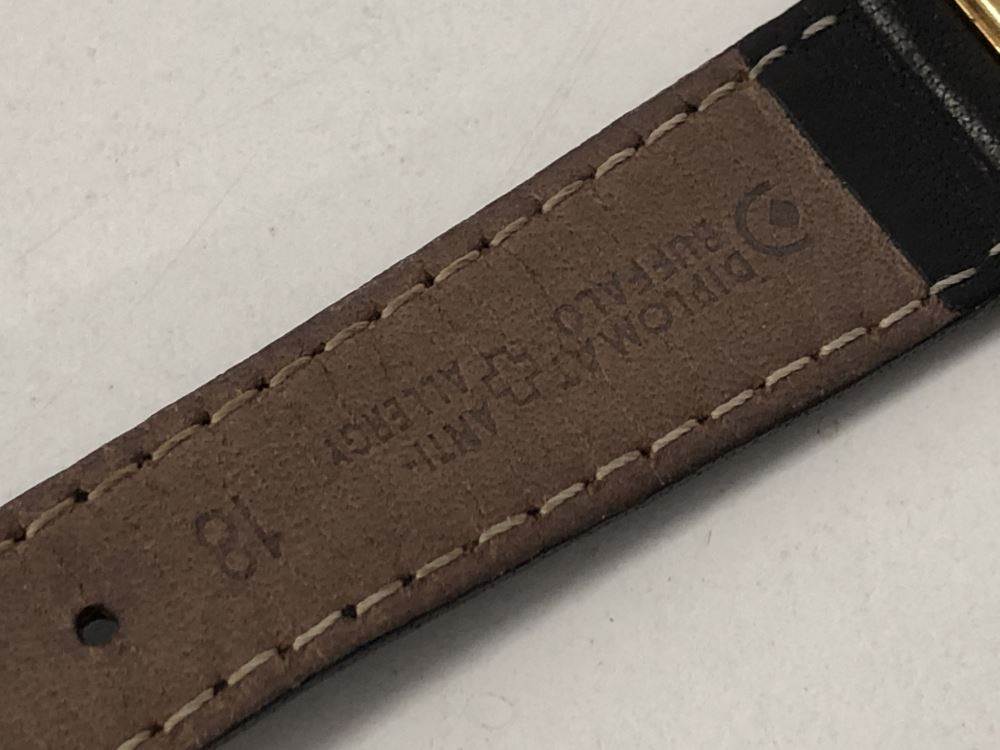 DIPLOMAT
BUFFALO
ANTI-
ALLERGY
18